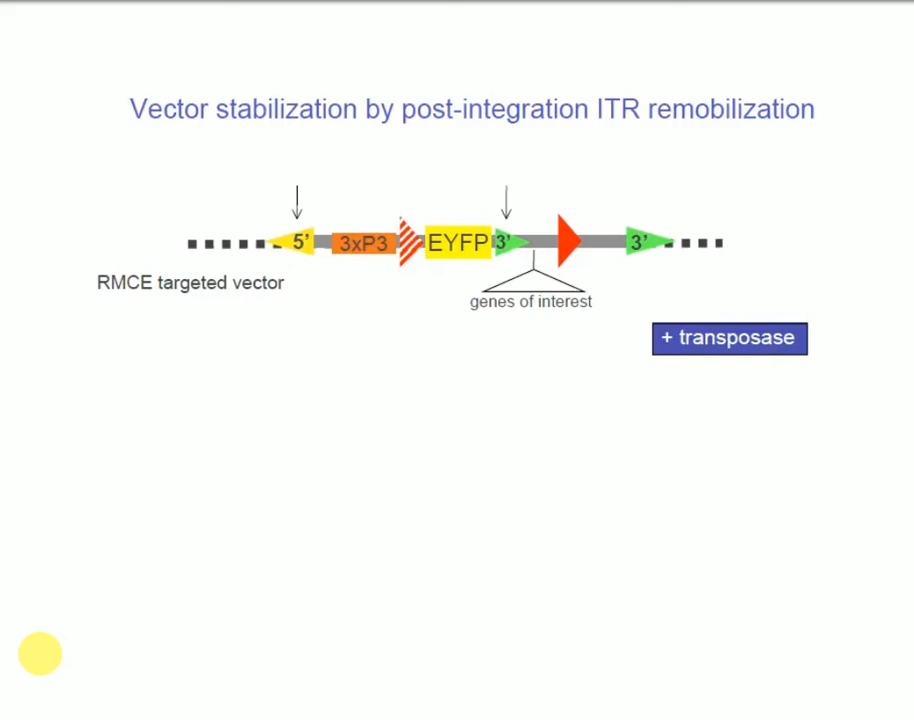 Vector stabilization by post-integration ITR remobilization
5' 3xP3 EYFP 3' 3'
RMCE targeted vector
genes of interest
+ transposase